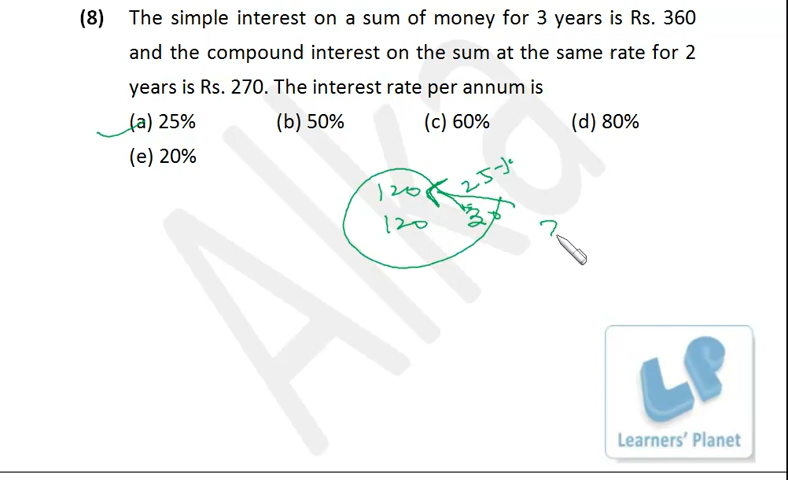 (8) The simple interest on a sum of money for 3 years is Rs. 360
and the compound interest on the sum at the same rate for 2
years is Rs. 270. The interest rate per annum is
(a) 25% (b) 50% (c) 60% (d) 80%
(e) 20%
120 25%
120 30
Alka
LP
Learners' Planet